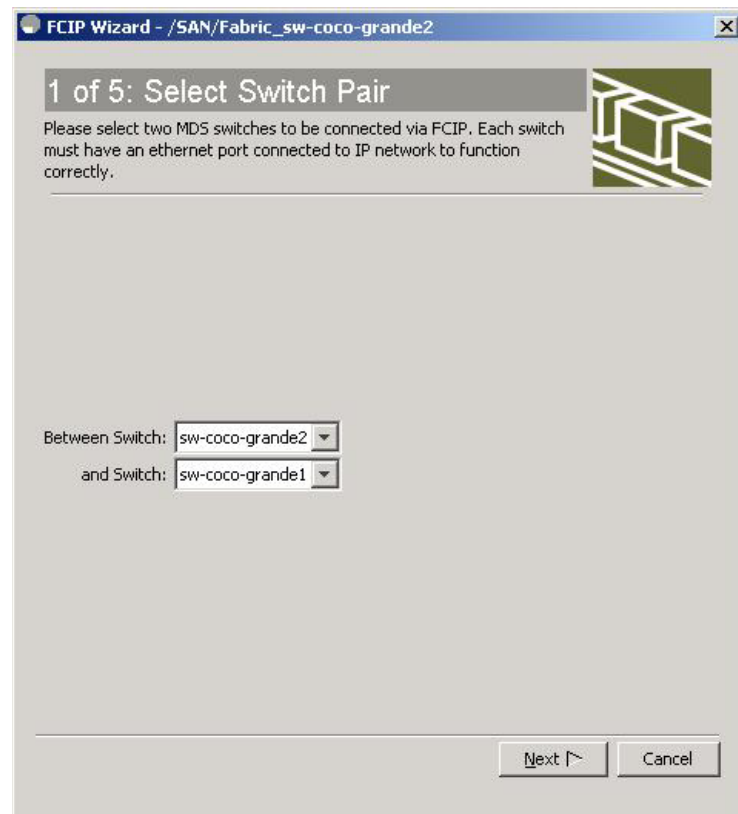 FCIP Wizard - /SAN/Fabric_sw-coco-grande2
1 of 5: Select Switch Pair
Please select two MDS switches to be connected via FCIP. Each switch
must have an ethernet port connected to IP network to function
correctly.
Between Switch: sw-coco-grande2
and Switch: sw-coco-grande1
Next Cancel